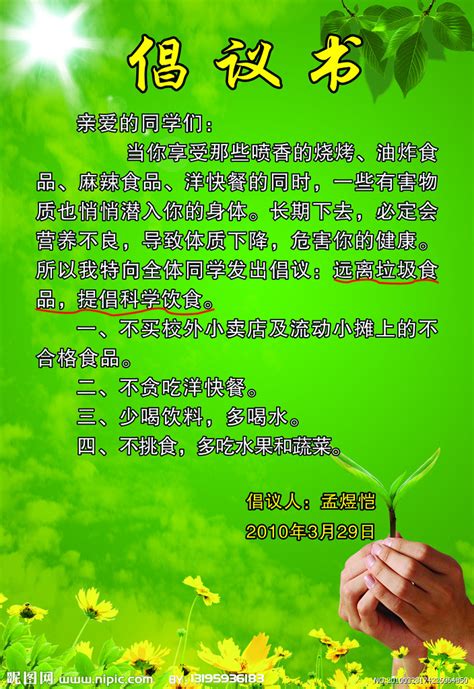 倡议书
亲爱的同学们：
当你享受那些喷香的烧烤、油炸食
品、麻辣食品、洋快餐的同时，一些有害物
质也悄悄潜入你的身体。长期下去，必定会
营养不良，导致体质下降，危害你的健康。
所以我特向全体同学发出倡议：远离垃圾食
品，提倡科学饮食。
一、不买校外小卖店及流动小摊上的不
合格食品。
二、不贪吃洋快餐。
三、少喝饮料，多喝水。
四、不挑食，多吃水果和蔬菜。
倡议人：孟煜恺
2010年3月29日
昵图网
www.nipic.com
BY: 13195936183